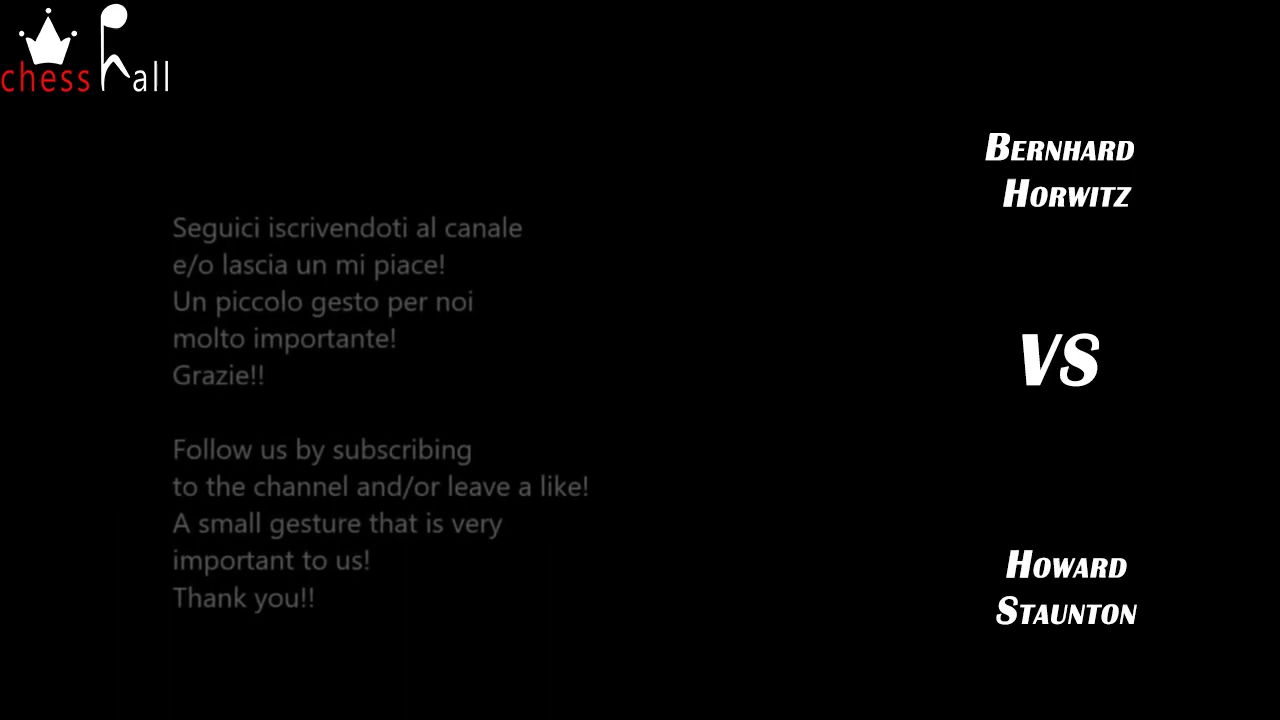 chess hall
Seguici iscrivendoti al canale
e/o lascia un mi piace!
Un piccolo gesto per noi
molto importante!
Grazie!!
Follow us by subscribing
to the channel and/or leave a like!
A small gesture that is very
important to us!
Thank you!!
BERNHARD
HORWITZ
VS
HOWARD
STAUNTON